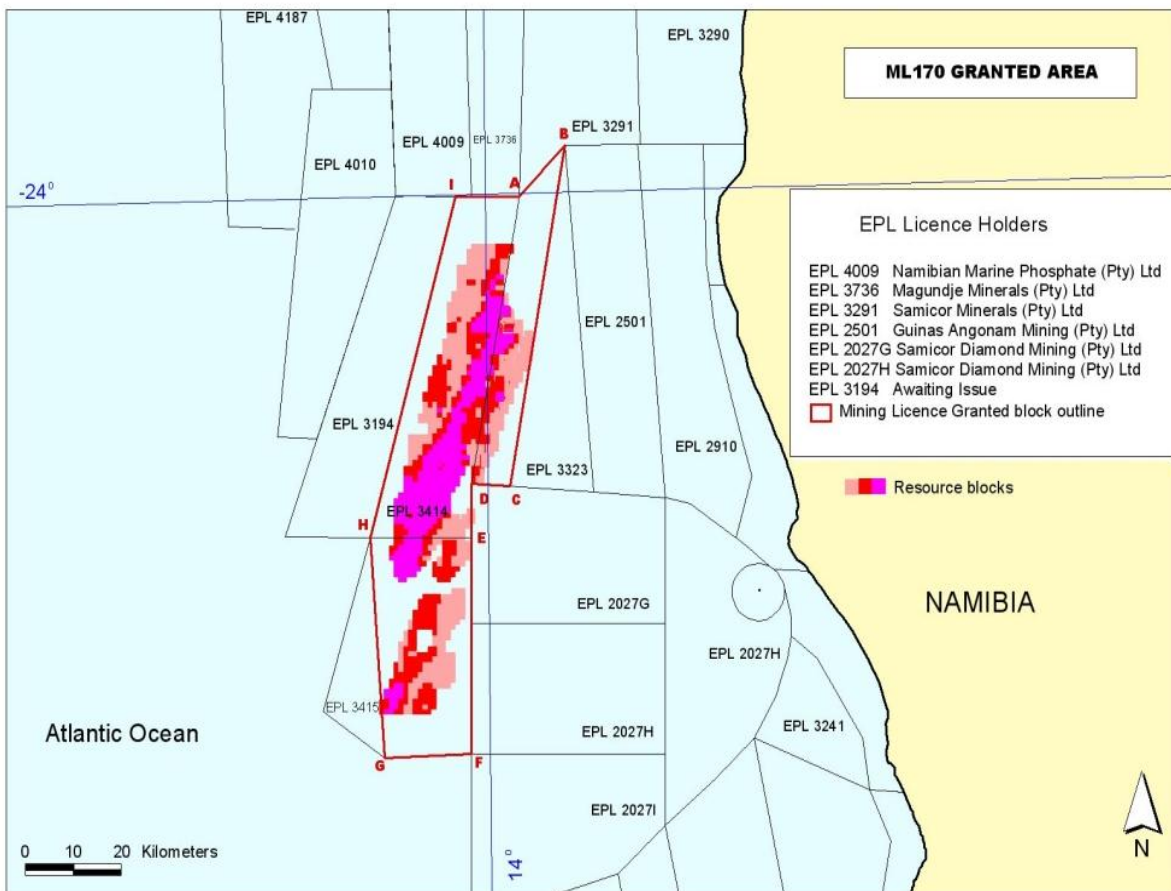 EPL 4187
EPL 3290
ML170 GRANTED AREA
B
EPL 3291
EPL 4009
EPL 3736
EPL 4010
I
A
-24°
EPL Licence Holders
EPL 4009 Namibian Marine Phosphate (Pty) Ltd
EPL 3736 Magundje Minerals (Pty) Ltd
EPL 3291 Samicor Minerals (Pty) Ltd
EPL 2501 Guinas Angonam Mining (Pty) Ltd
EPL 2027G Samicor Diamond Mining (Pty) Ltd
EPL 2027H Samicor Diamond Mining (Pty) Ltd
EPL 3194 Awaiting Issue
Mining Licence Granted block outline
Resource blocks
EPL 2501
EPL 3194
EPL 2910
EPL 3323
D
C
EPL 3414
H
E
NAMIBIA
EPL 2027G
EPL 2027H
EPL 3415
Atlantic Ocean
EPL 2027H
EPL 3241
G
F
EPL 2027I
0 10 20 Kilometers
14°
N